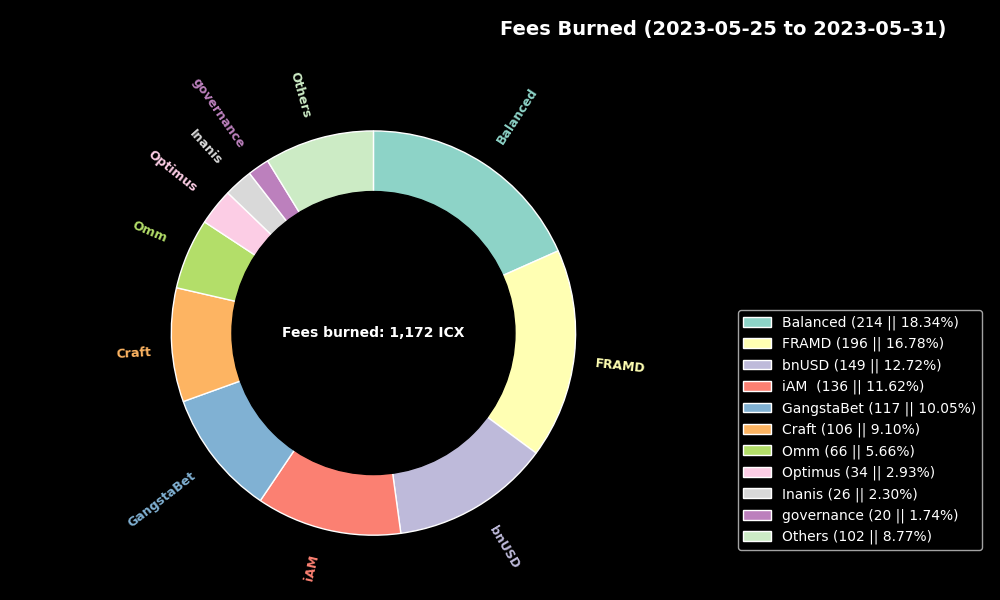 Fees Burned (2023-05-25 to 2023-05-31)
Balanced
FRAMD
bnUSD
iAM
GangstaBet
Craft
Omm
Optimus
Inanis
governance
Others
Fees burned: 1,172 ICX
Balanced (214 || 18.34%)
FRAMD (196 || 16.78%)
bnUSD (149 || 12.72%)
iAM  (136 || 11.62%)
GangstaBet (117 || 10.05%)
Craft (106 || 9.10%)
Omm (66 || 5.66%)
Optimus (34 || 2.93%)
Inanis (26 || 2.30%)
governance (20 || 1.74%)
Others (102 || 8.77%)